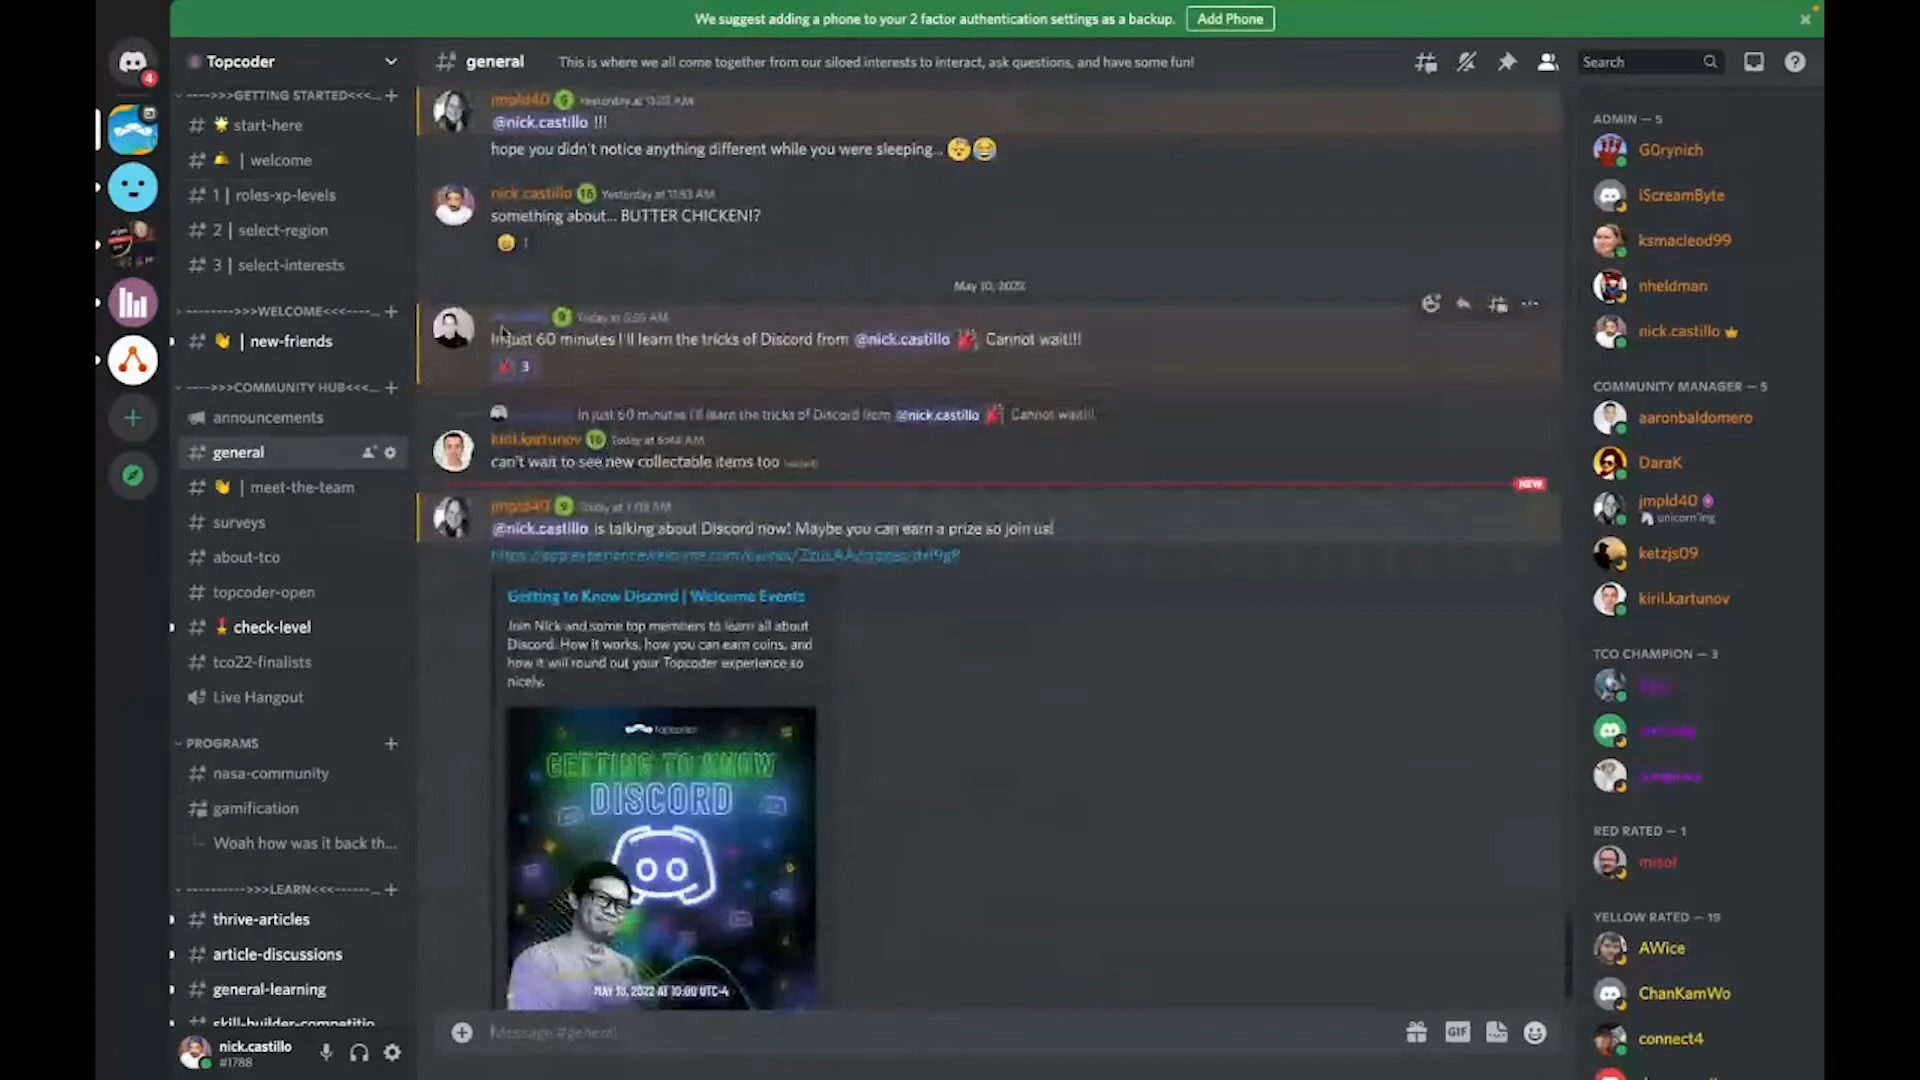 We suggest adding a phone to your 2 factor authentication settings as a backup. Add Phone
4
Topcoder
---->>>GETTING STARTED<<<...
start-here
| welcome
1 | roles-xp-levels
2 | select-region
3 | select-interests
------->>>WELCOME<<<-------...
| new-friends
---->>>COMMUNITY HUB<<<...
announcements
general
| meet-the-team
surveys
about-tco
topcoder-open
check-level
tco22-finalists
Live Hangout
PROGRAMS
nasa-community
gamification
Woah how was it back th...
---------->>>LEARN<<<------...
thrive-articles
article-discussions
general-learning
skill-builder-competitio
nick.castillo
#1788
general This is where we all come together from our siloed interests to interact, ask questions, and have some fun!
Search
jmpld40 9 Yesterday at
@nick.castillo !!!
hope you didn't notice anything different while you were sleeping...
nick.castillo 16 Yesterday at 11:53 AM
something about... BUTTER CHICKEN!?
1
May 10, 2022
9 Today at 5:59 AM
In just 60 minutes I'll learn the tricks of Discord from @nick.castillo Cannot wait!!!
3
In just 60 minutes I'll learn the tricks of Discord from @nick.castillo Cannot wait!!!
kiril.kartunov 10 Today at 6:48 AM
can't wait to see new collectable items too (edited)
NEW
jmpld40 9 Today at 7:03 AM
@nick.castillo is talking about Discord now! Maybe you can earn a prize so join us!
Getting to Know Discord | Welcome Events
Join Nick and some top members to learn all about
Discord. How it works, how you can earn coins, and
how it will round out your Topcoder experience so
nicely.
topcoder
GETTING TO KNOW
DISCORD
MAY 10, 2022 AT 10:00 UTC-4
Message #general
GIF
ADMIN — 5
G0rynich
iScreamByte
ksmacleod99
nheldman
nick.castillo
COMMUNITY MANAGER — 5
aaronbaldomero
DaraK
jmpld40
unicorn'ing
ketzjs09
kiril.kartunov
TCO CHAMPION — 3
RED RATED — 1
misof
YELLOW RATED — 19
AWice
ChanKamWo
connect4